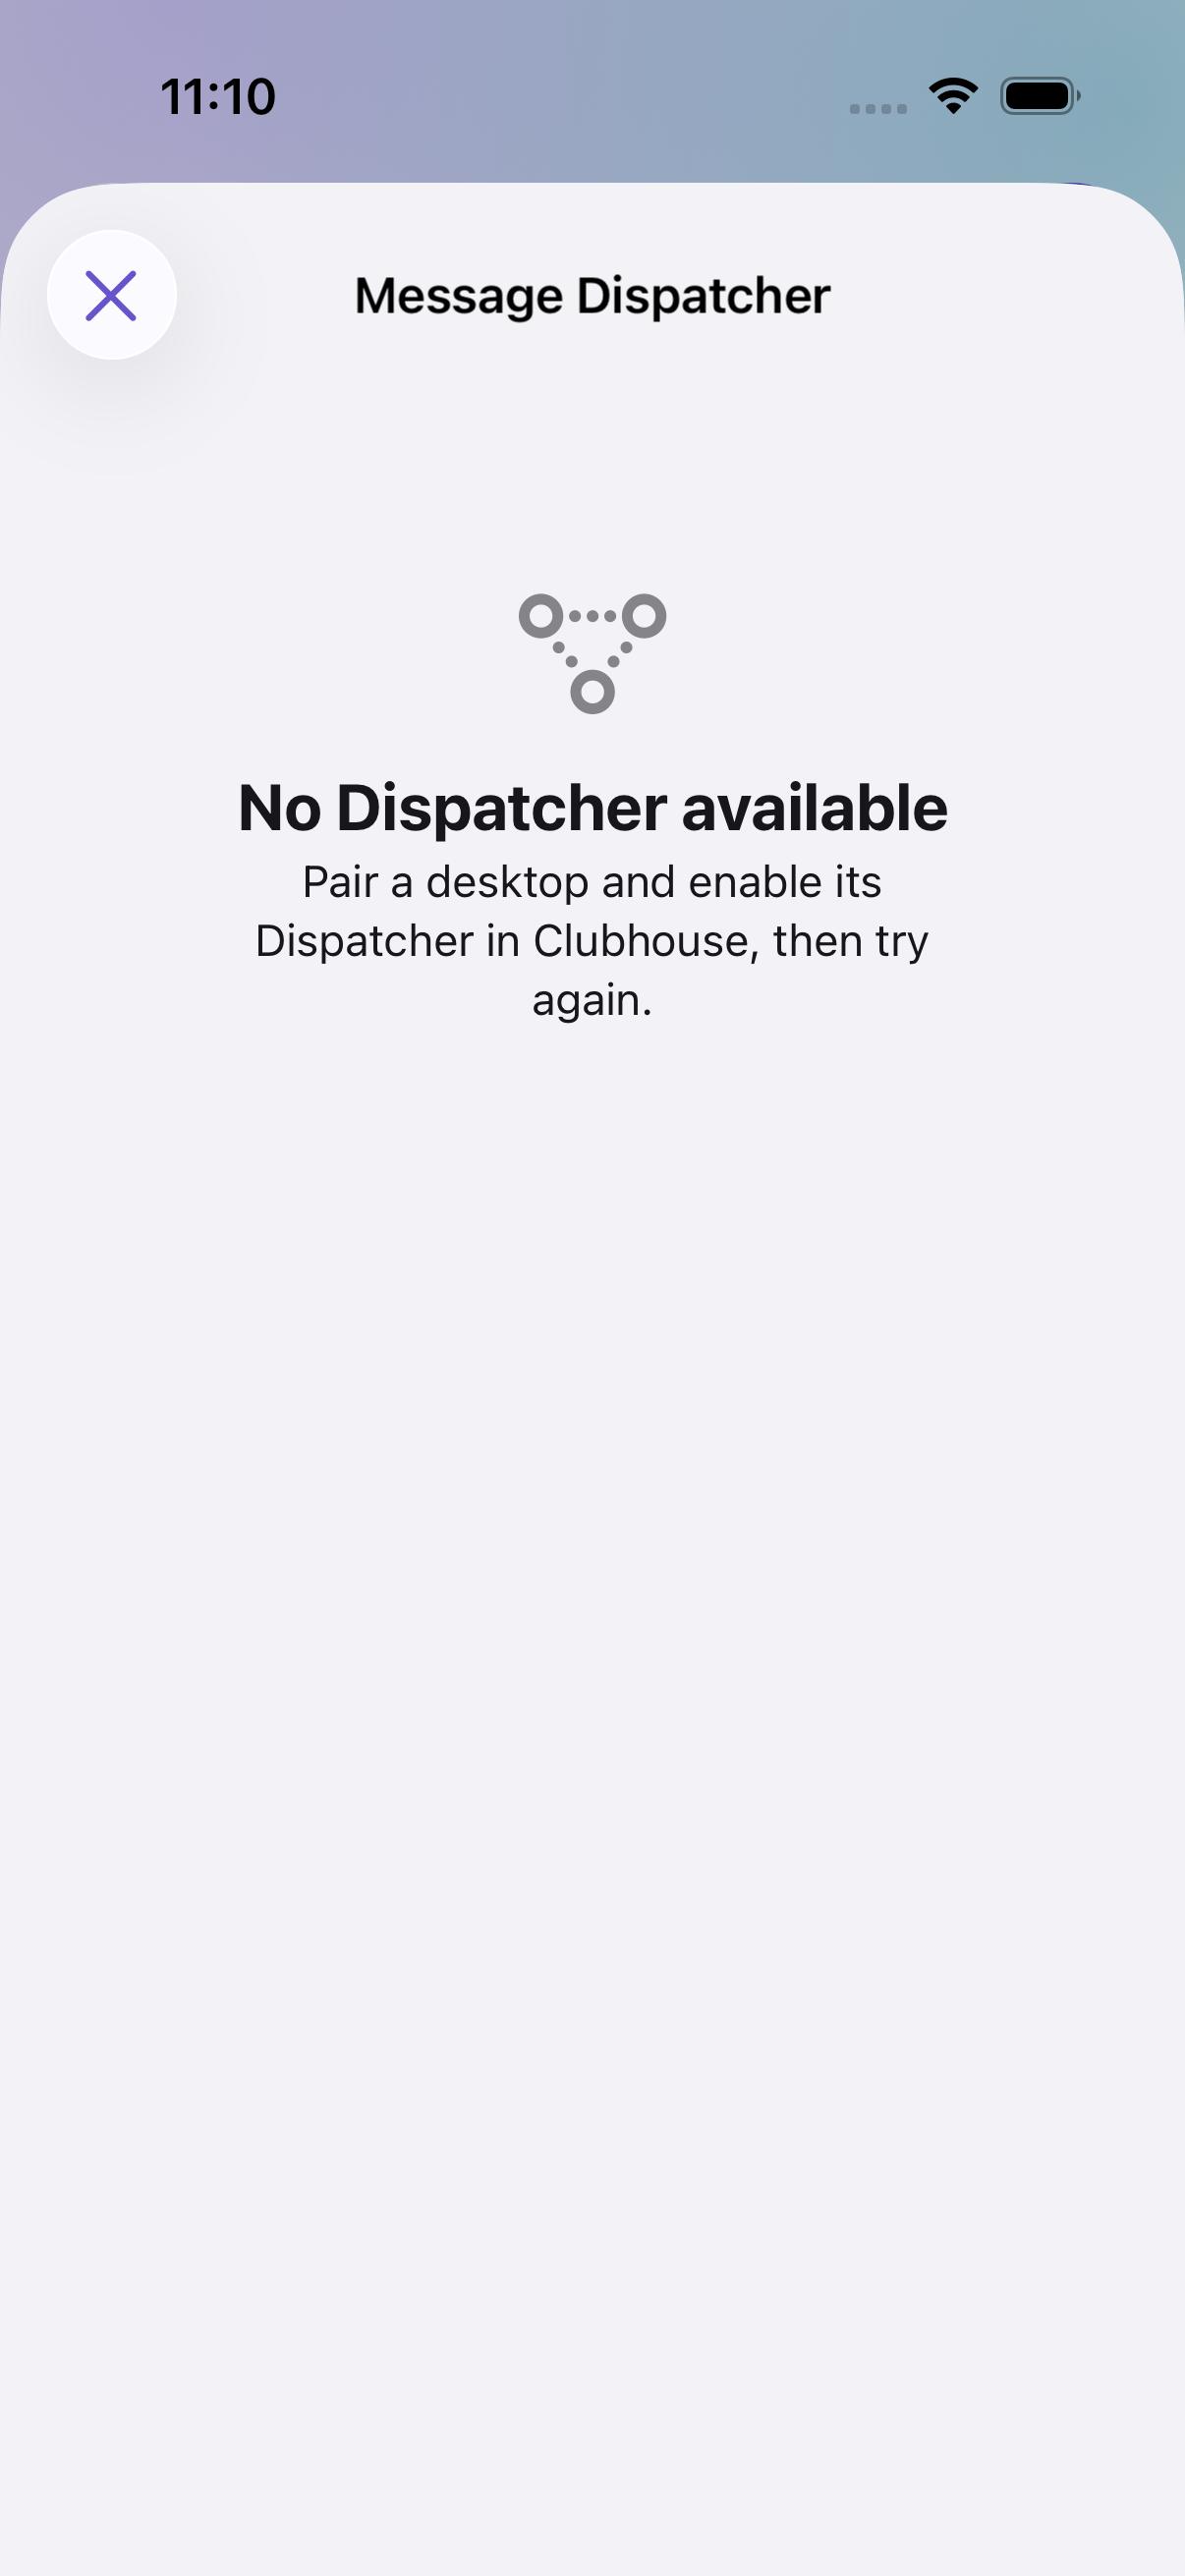 11:10
Message Dispatcher
No Dispatcher available
Pair a desktop and enable its
Dispatcher in Clubhouse, then try
again.